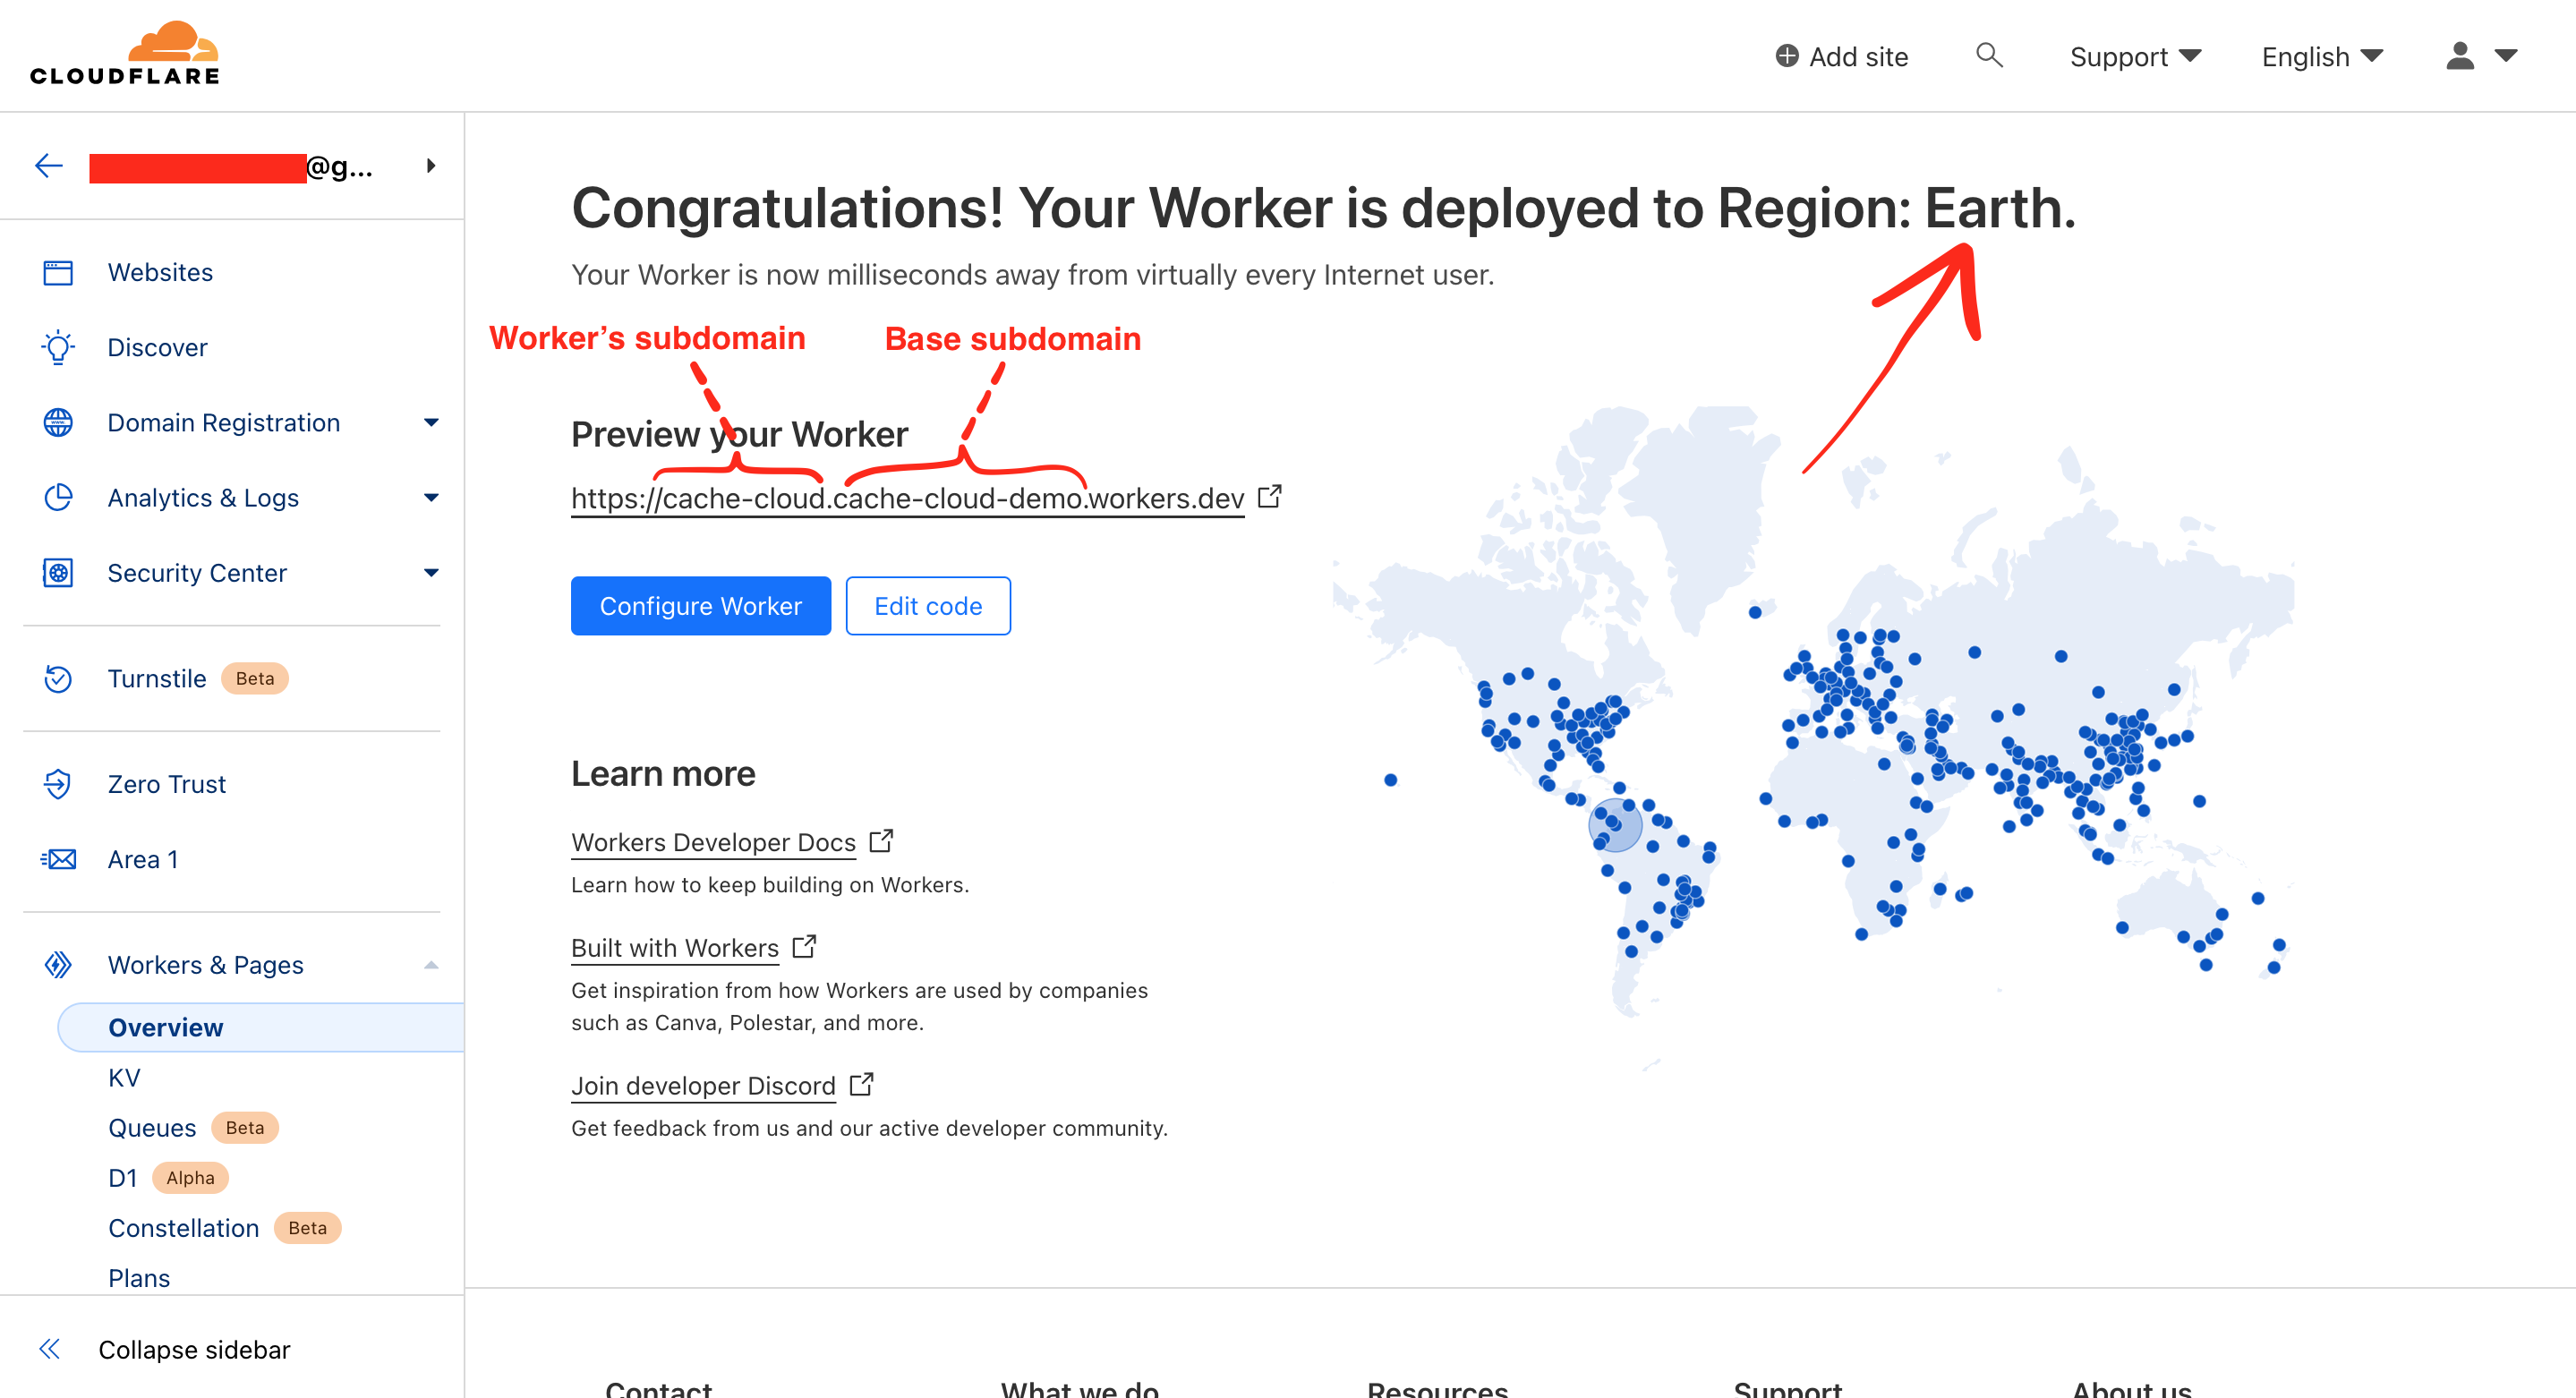 CLOUDFLARE
Add site
Support
English
@g...
Websites
Discover
Domain Registration
Analytics & Logs
Security Center
Turnstile Beta
Zero Trust
Area 1
Workers & Pages
Overview
KV
Queues Beta
D1 Alpha
Constellation Beta
Plans
Collapse sidebar
Congratulations! Your Worker is deployed to Region: Earth.
Your Worker is now milliseconds away from virtually every Internet user.
Worker’s subdomain Base subdomain
Preview your Worker
https://cache-cloud.cache-cloud-demo.workers.dev
Configure Worker Edit code
Learn more
Workers Developer Docs
Learn how to keep building on Workers.
Built with Workers
Get inspiration from how Workers are used by companies
such as Canva, Polestar, and more.
Join developer Discord
Get feedback from us and our active developer community.
Contact What we do Resources Support About us